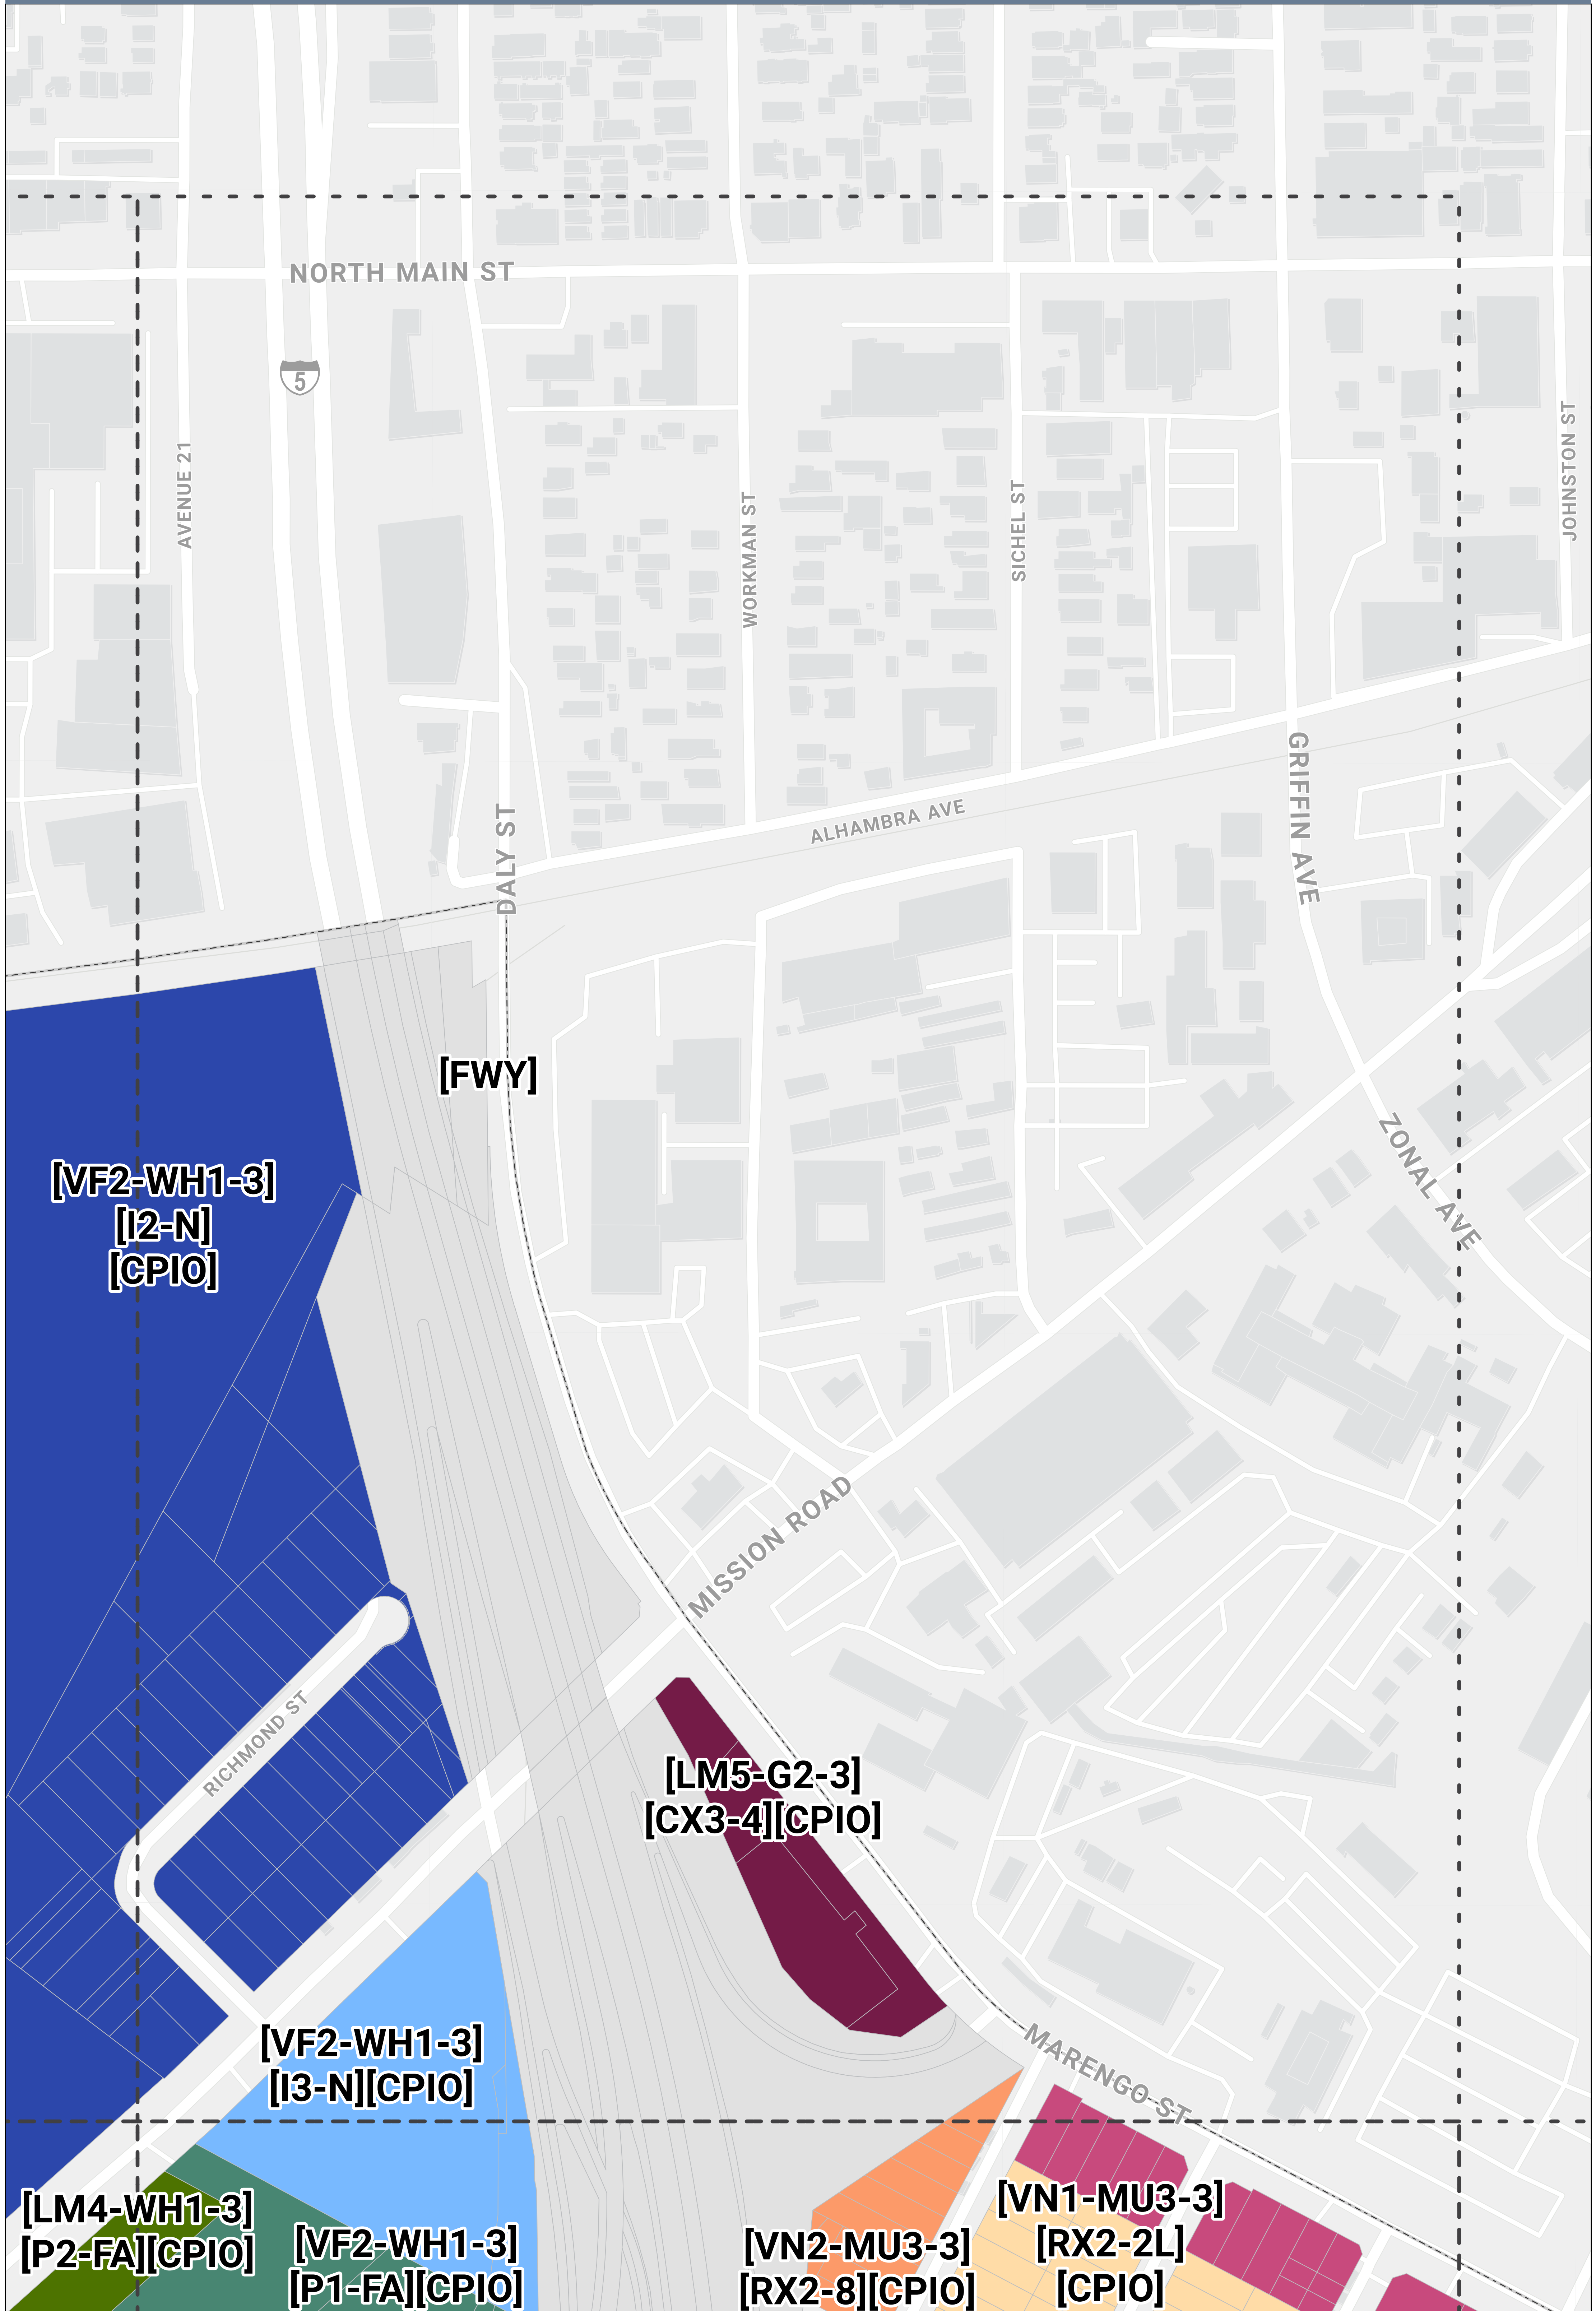 NORTH MAIN ST
5
AVENUE 21
WORKMAN ST
SICHEL ST
JOHNSTON ST
GRIFFIN AVE
DALY ST
ALHAMBRA AVE
[FWY]
[VF2-WH1-3]
[I2-N]
[CPIO]
ZONAL AVE
MISSION ROAD
RICHMOND ST
[LM5-G2-3]
[CX3-4][CPIO]
[VF2-WH1-3]
[I3-N][CPIO]
MARENGO ST
[LM4-WH1-3]
[P2-FA][CPIO]
[VF2-WH1-3]
[P1-FA][CPIO]
[VN2-MU3-3]
[RX2-8][CPIO]
[VN1-MU3-3]
[RX2-2L]
[CPIO]